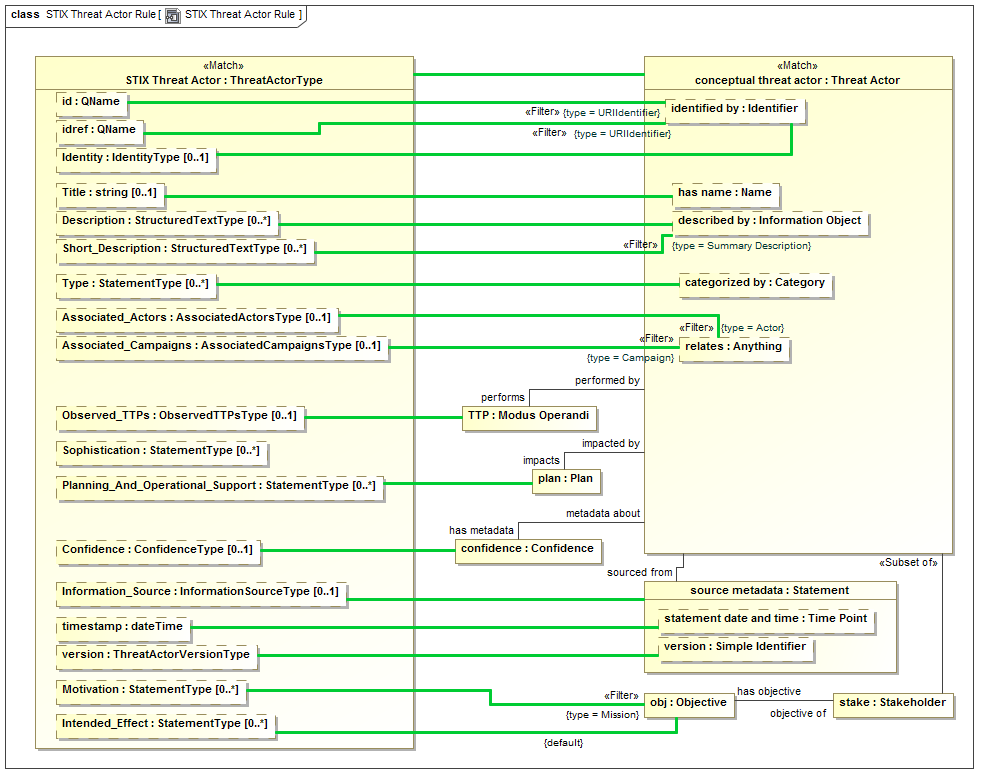 class STIX Threat Actor Rule [ STIX Threat Actor Rule ]
«Match»
STIX Threat Actor : ThreatActorType
«Match»
conceptual threat actor : Threat Actor
id : QName
identified by : Identifier
«Filter» {type = URIIdentifier}
idref : QName
«Filter» {type = URIIdentifier}
Identity : IdentityType [0..1]
Title : string [0..1]
has name : Name
Description : StructuredTextType [0..*]
described by : Information Object
Short_Description : StructuredTextType [0..*]
«Filter» {type = Summary Description}
Type : StatementType [0..*]
categorized by : Category
Associated_Actors : AssociatedActorsType [0..1]
«Filter» {type = Actor}
Associated_Campaigns : AssociatedCampaignsType [0..1]
«Filter»
relates : Anything
{type = Campaign}
performed by
performs
Observed_TTPs : ObservedTTPsType [0..1]
TTP : Modus Operandi
impacted by
Sophistication : StatementType [0..*]
impacts
Planning_And_Operational_Support : StatementType [0..*]
plan : Plan
metadata about
has metadata
Confidence : ConfidenceType [0..1]
confidence : Confidence
«Subset of»
sourced from
Information_Source : InformationSourceType [0..1]
source metadata : Statement
timestamp : dateTime
statement date and time : Time Point
version : ThreatActorVersionType
version : Simple Identifier
Motivation : StatementType [0..*]
«Filter»
has objective
obj : Objective
stake : Stakeholder
{type = Mission}
objective of
Intended_Effect : StatementType [0..*]
{default}